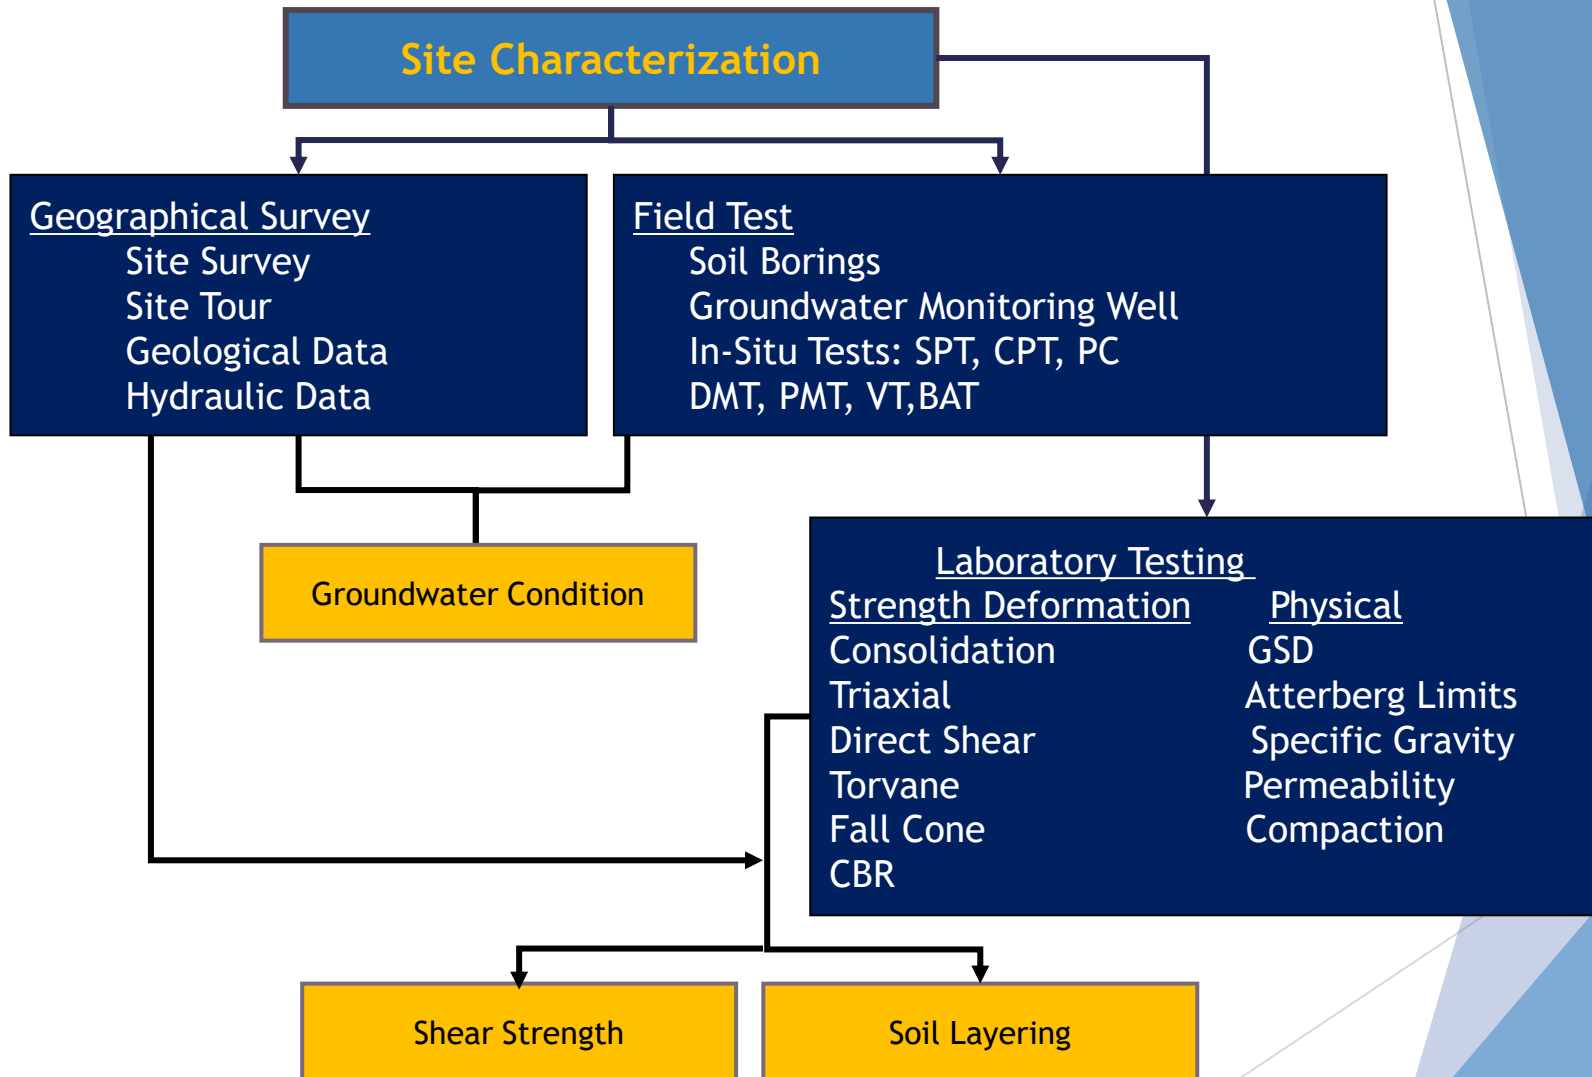 Site Characterization
Geographical Survey
Site Survey
Site Tour
Geological Data
Hydraulic Data
Field Test
Soil Borings
Groundwater Monitoring Well
In-Situ Tests: SPT, CPT, PC
DMT, PMT, VT,BAT
Groundwater Condition
Laboratory Testing
Strength Deformation Physical
Consolidation GSD
Triaxial Atterberg Limits
Direct Shear Specific Gravity
Torvane Permeability
Fall Cone Compaction
CBR
Shear Strength
Soil Layering